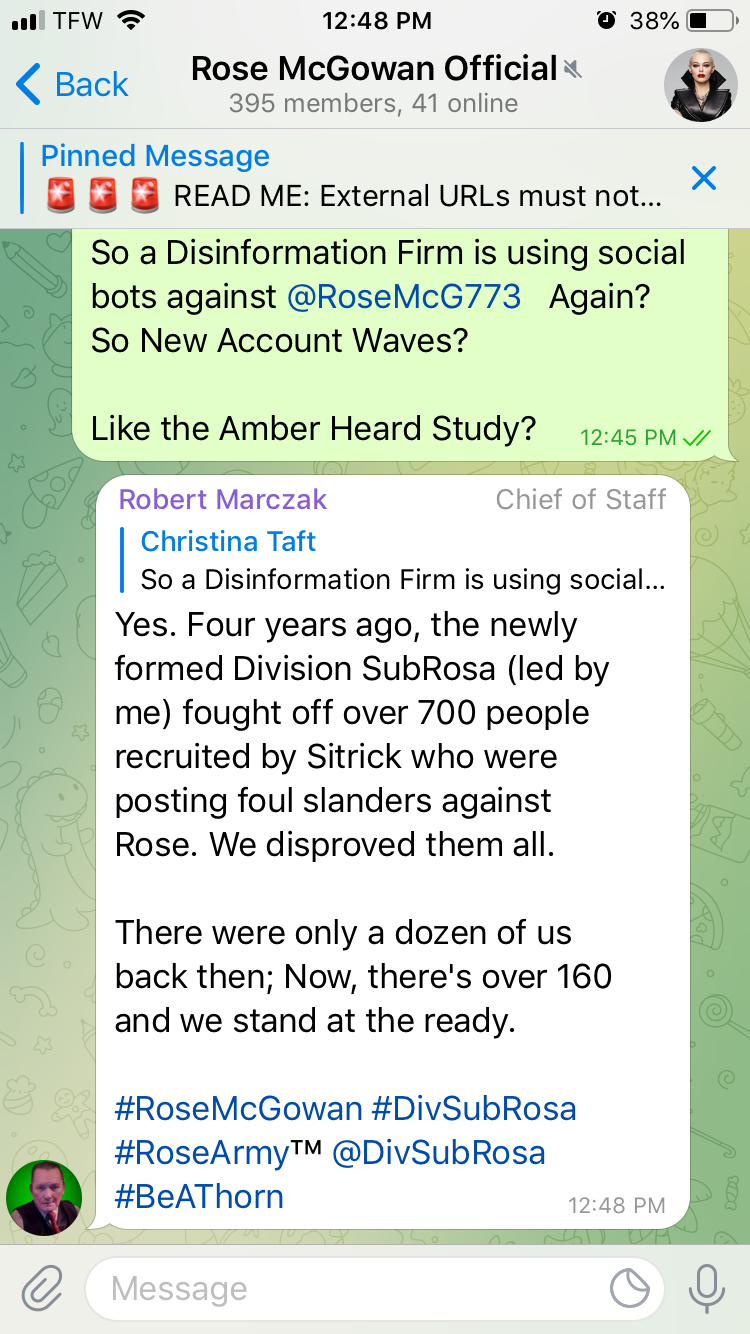 TFW 12:48 PM 38%
Back Rose McGowan Official
395 members, 41 online
Pinned Message
🚨 🚨 🚨 READ ME: External URLs must not...
So a Disinformation Firm is using social
bots against @RoseMcG773 Again?
So New Account Waves?
Like the Amber Heard Study? 12:45 PM
Robert Marczak Chief of Staff
Christina Taft
So a Disinformation Firm is using social...
Yes. Four years ago, the newly
formed Division SubRosa (led by
me) fought off over 700 people
recruited by Sitrick who were
posting foul slanders against
Rose. We disproved them all.
There were only a dozen of us
back then; Now, there's over 160
and we stand at the ready.
#RoseMcGowan #DivSubRosa
#RoseArmy™ @DivSubRosa
#BeAThorn 12:48 PM
Message